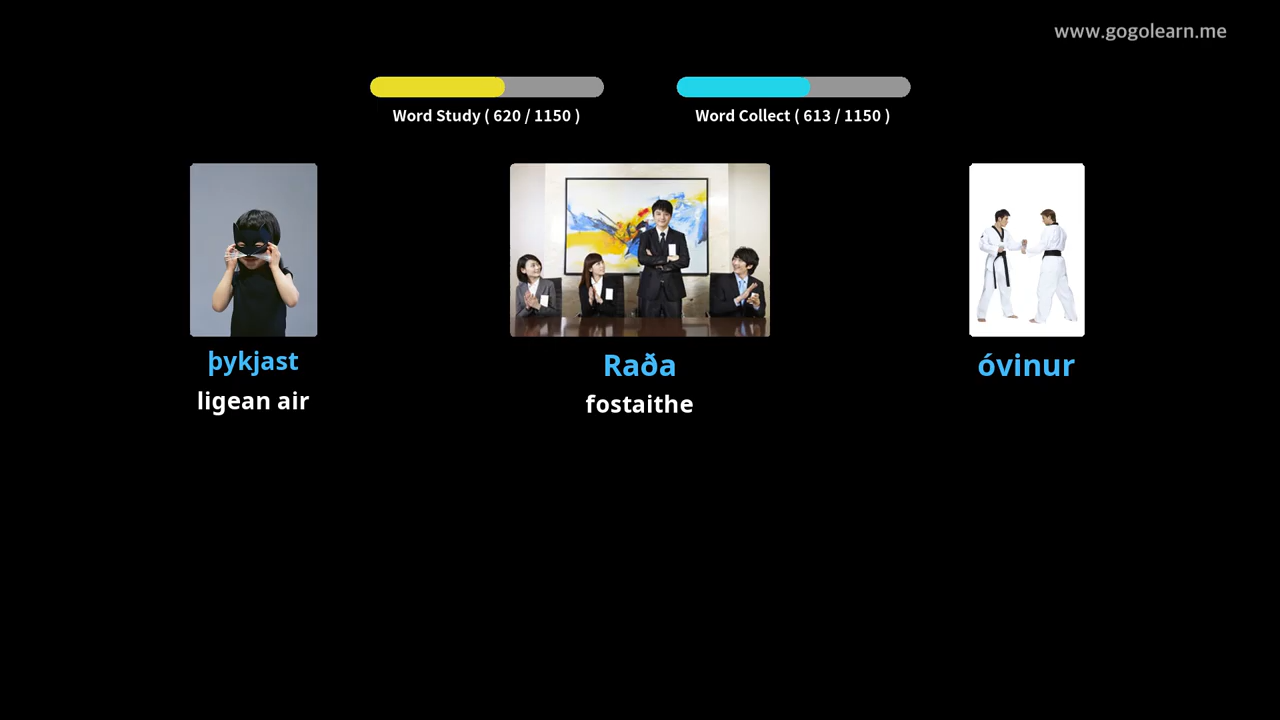 www.gogolearn.me
Word Study ( 620 / 1150 )
Word Collect ( 613 / 1150 )
þykjast
ligean air
Raða
fostaithe
óvinur